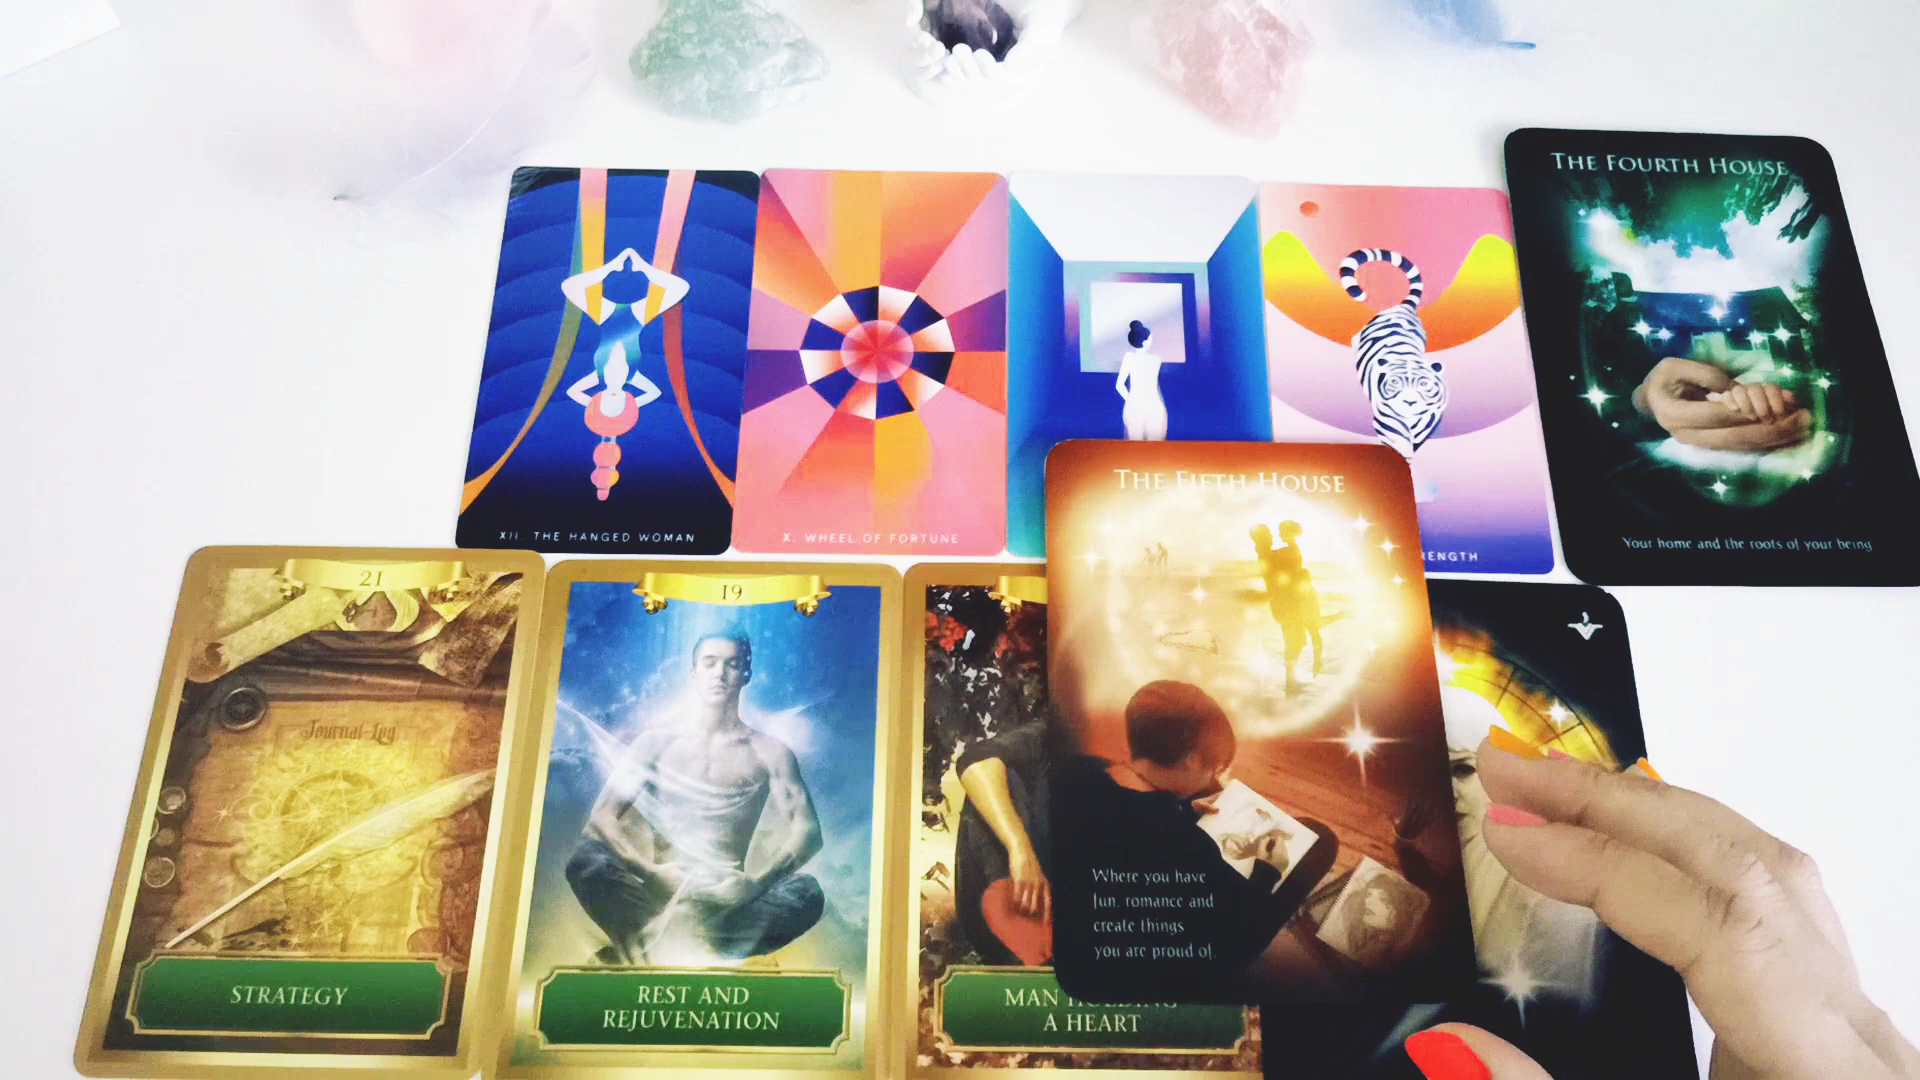 THE FOURTH HOUSE
Your home and the roots of your being
XII. THE HANGED WOMAN
X. WHEEL OF FORTUNE
THE FIFTH HOUSE
Where you have
fun, romance and
create things
you are proud of.
21
Journal Log
STRATEGY
19
REST AND
REJUVENATION
MAN HOLDING
A HEART